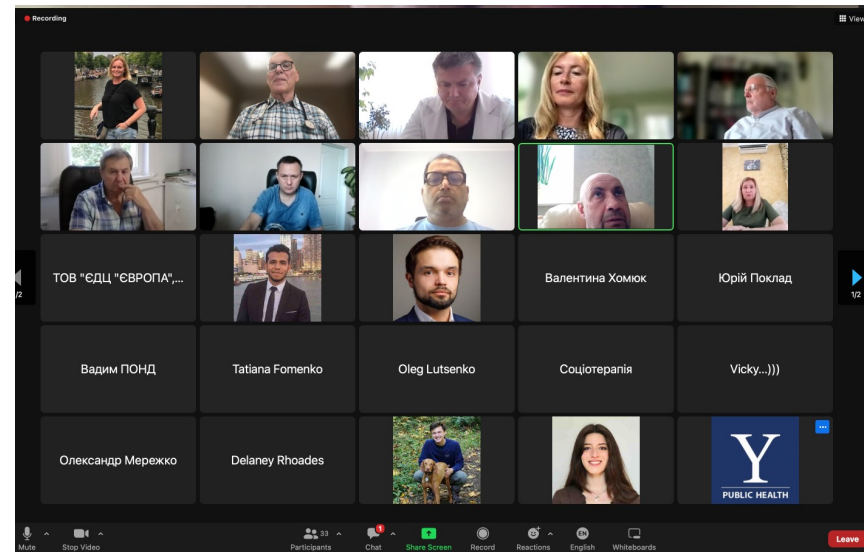 Recording
View
ТОВ "ЄДЦ "ЄВРОПА",...
Валентина Хомюк
Юрій Поклад
/2
1/2
Вадим ПОНД
Tatiana Fomenko
Oleg Lutsenko
Соціотерапія
Vicky...)))
Олександр Мережко
Delaney Rhoades
Y
PUBLIC HEALTH
Mute
Stop Video
33
Participants
1
Chat
Share Screen
Record
Reactions
EN
English
Whiteboards
Leave